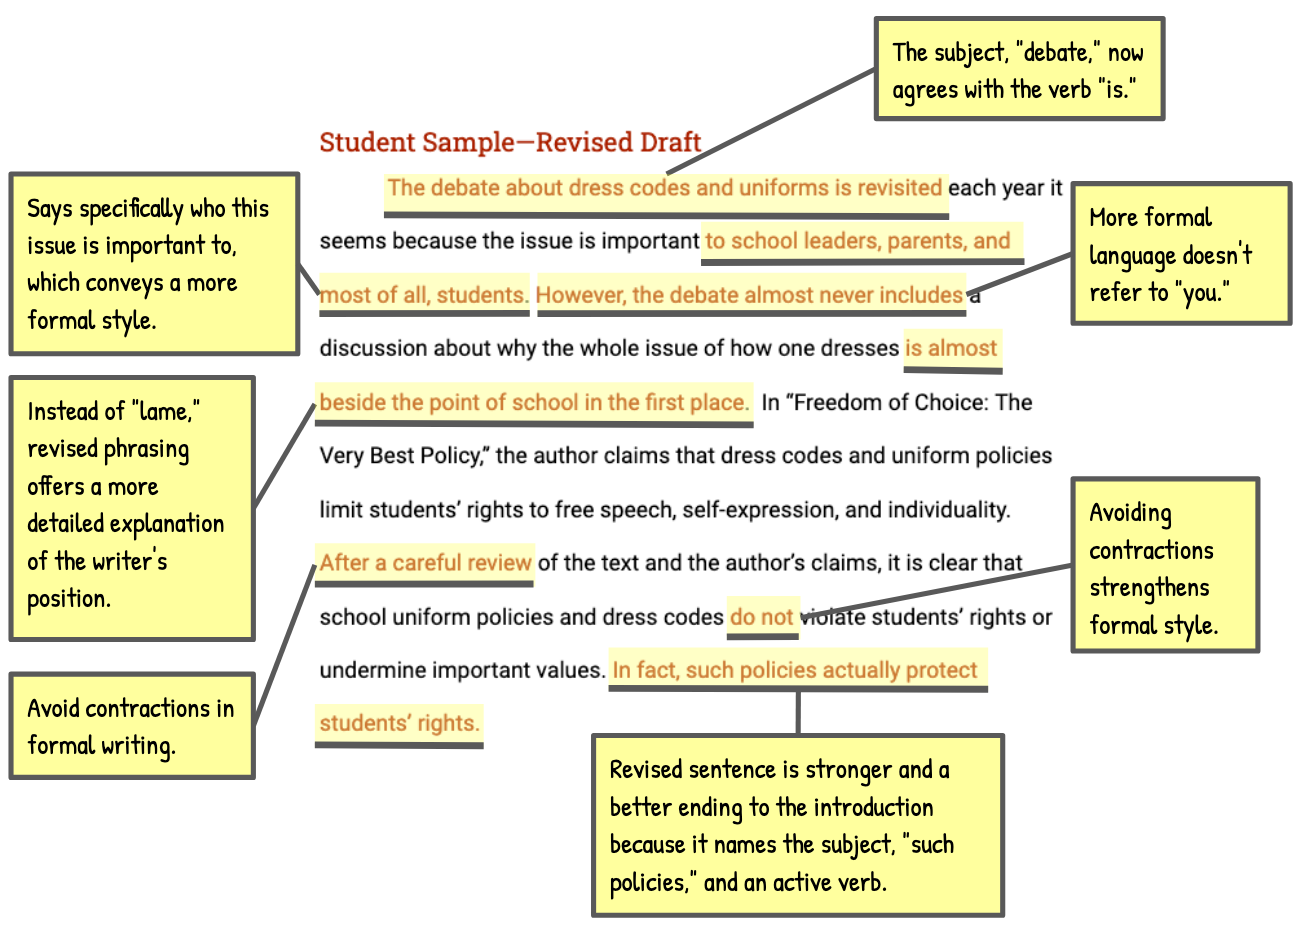 The subject, "debate," now
agrees with the verb "is."
Student Sample—Revised Draft
The debate about dress codes and uniforms is revisited each year it
seems because the issue is important to school leaders, parents, and
most of all, students. However, the debate almost never includes a
discussion about why the whole issue of how one dresses is almost
beside the point of school in the first place. In “Freedom of Choice: The
Very Best Policy,” the author claims that dress codes and uniform policies
limit students’ rights to free speech, self-expression, and individuality.
After a careful review of the text and the author’s claims, it is clear that
school uniform policies and dress codes do not violate students’ rights or
undermine important values. In fact, such policies actually protect
students’ rights.
Says specifically who this
issue is important to,
which conveys a more
formal style.
More formal
language doesn't
refer to "you."
Instead of "lame,"
revised phrasing
offers a more
detailed explanation
of the writer's
position.
Avoiding
contractions
strengthens
formal style.
Avoid contractions in
formal writing.
Revised sentence is stronger and a
better ending to the introduction
because it names the subject, "such
policies," and an active verb.